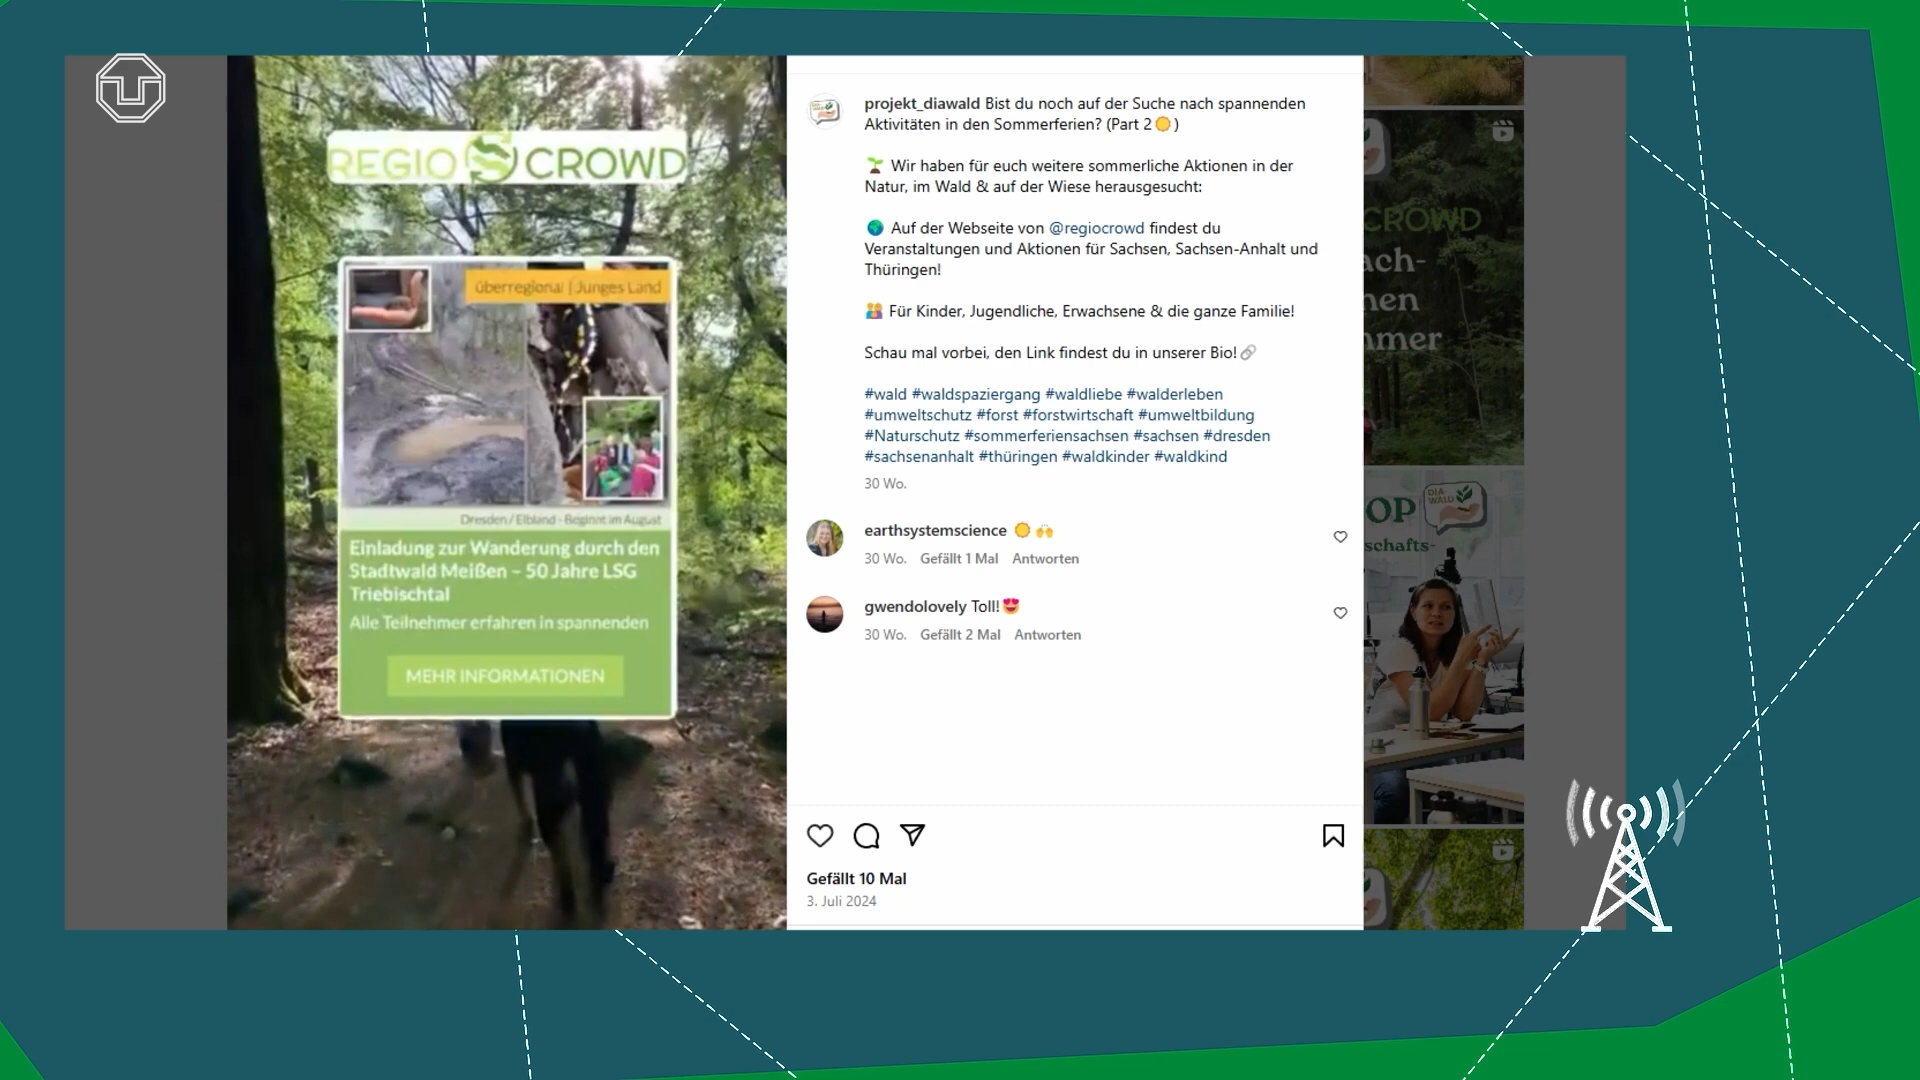 REGIO CROWD
überregional | Junges Land
Dresden / Elbland - Beginnt im August
Einladung zur Wanderung durch den
Stadtwald Meißen – 50 Jahre LSG
Triebischtal
Alle Teilnehmer erfahren in spannenden
MEHR INFORMATIONEN
projekt_diawald Bist du noch auf der Suche nach spannenden
Aktivitäten in den Sommerferien? (Part 2🌞)
🌱 Wir haben für euch weitere sommerliche Aktionen in der
Natur, im Wald & auf der Wiese herausgesucht:
🌍 Auf der Webseite von @regiocrowd findest du
Veranstaltungen und Aktionen für Sachsen, Sachsen-Anhalt und
Thüringen!
👫 Für Kinder, Jugendliche, Erwachsene & die ganze Familie!
Schau mal vorbei, den Link findest du in unserer Bio!🔗
#wald #waldspaziergang #waldliebe #walderleben
#umweltschutz #forst #forstwirtschaft #umweltbildung
#Naturschutz #sommerferiensachsen #sachsen #dresden
#sachsenanhalt #thüringen #waldkinder #waldkind
30 Wo.
earthsystemscience 🌞🙌
30 Wo. Gefällt 1 Mal Antworten
gwendolovely Toll!😍
30 Wo. Gefällt 2 Mal Antworten
Gefällt 10 Mal
3. Juli 2024
CROWD
ach-
hen
mmer
OP
DIA-
WALD
schafts-